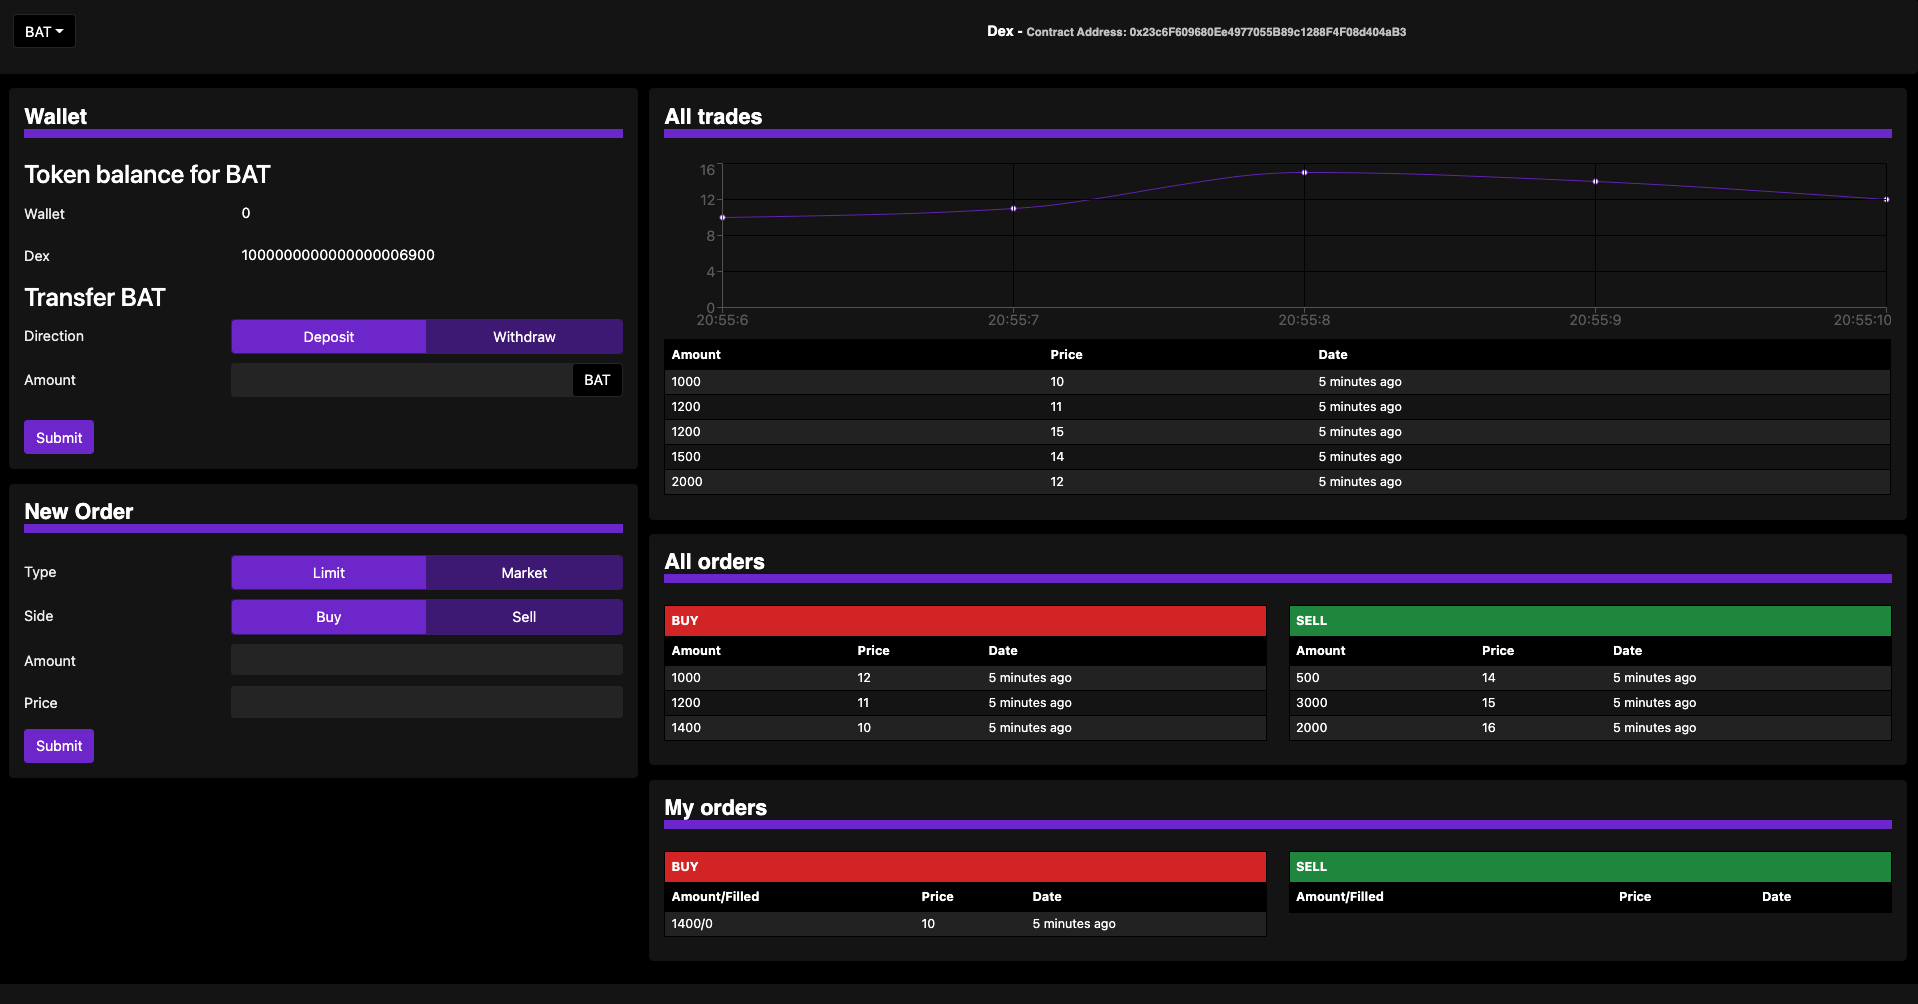 BAT
Dex - Contract Address: 0x23c6F609680Ee4977055B89c1288F4F08d404aB3
Wallet
Token balance for BAT
Wallet 0
Dex 1000000000000000006900
Transfer BAT
Direction Deposit Withdraw
Amount BAT
Submit
New Order
Type Limit Market
Side Buy Sell
Amount
Price
Submit
All trades
16
12
8
4
0
20:55:6 20:55:7 20:55:8 20:55:9 20:55:10
Amount Price Date
1000 10 5 minutes ago
1200 11 5 minutes ago
1200 15 5 minutes ago
1500 14 5 minutes ago
2000 12 5 minutes ago
All orders
BUY
Amount Price Date
1000 12 5 minutes ago
1200 11 5 minutes ago
1400 10 5 minutes ago
SELL
Amount Price Date
500 14 5 minutes ago
3000 15 5 minutes ago
2000 16 5 minutes ago
My orders
BUY
Amount/Filled Price Date
1400/0 10 5 minutes ago
SELL
Amount/Filled Price Date